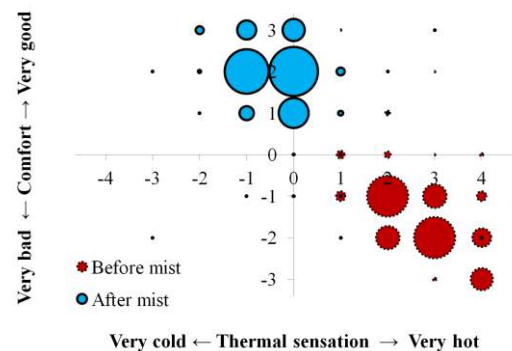 Very bad ← Comfort → Very good
3
2
1
0
-4 -3 -2 -1 0 1 2 3 4
-1
-2
-3
Before mist
After mist
Very cold ← Thermal sensation → Very hot